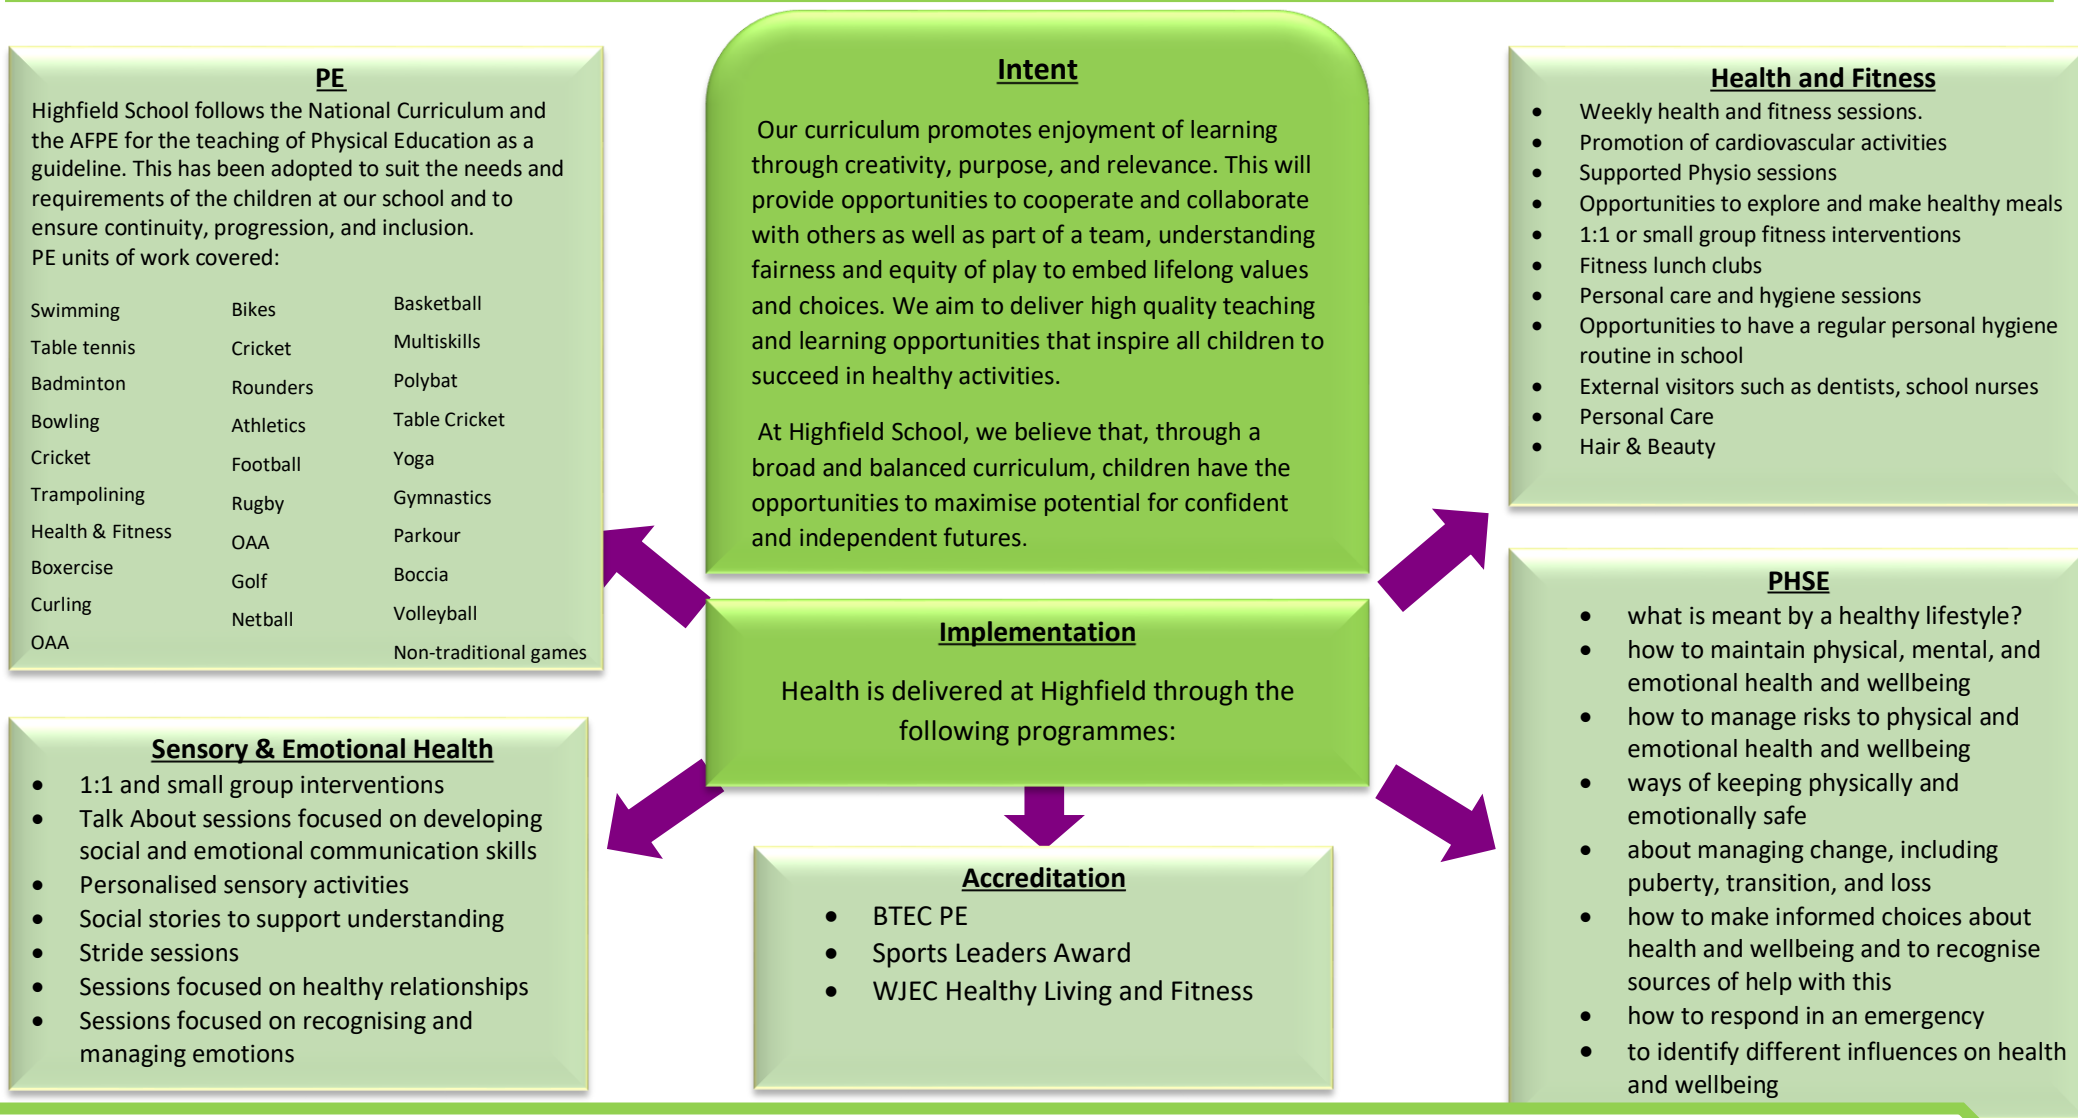 PE
Highfield School follows the National Curriculum and
the AFPE for the teaching of Physical Education as a
guideline. This has been adopted to suit the needs and
requirements of the children at our school and to
ensure continuity, progression, and inclusion.
PE units of work covered:
Swimming
Table tennis
Badminton
Bowling
Cricket
Trampolining
Health & Fitness
Boxercise
Curling
OAA
Bikes
Cricket
Rounders
Athletics
Football
Rugby
OAA
Golf
Netball
Basketball
Multiskills
Polybat
Table Cricket
Yoga
Gymnastics
Parkour
Boccia
Volleyball
Non-traditional games
Intent
Our curriculum promotes enjoyment of learning
through creativity, purpose, and relevance. This will
provide opportunities to cooperate and collaborate
with others as well as part of a team, understanding
fairness and equity of play to embed lifelong values
and choices. We aim to deliver high quality teaching
and learning opportunities that inspire all children to
succeed in healthy activities.
At Highfield School, we believe that, through a
broad and balanced curriculum, children have the
opportunities to maximise potential for confident
and independent futures.
Health and Fitness
• Weekly health and fitness sessions.
• Promotion of cardiovascular activities
• Supported Physio sessions
• Opportunities to explore and make healthy meals
• 1:1 or small group fitness interventions
• Fitness lunch clubs
• Personal care and hygiene sessions
• Opportunities to have a regular personal hygiene
routine in school
• External visitors such as dentists, school nurses
• Personal Care
• Hair & Beauty
Implementation
Health is delivered at Highfield through the
following programmes:
Sensory & Emotional Health
• 1:1 and small group interventions
• Talk About sessions focused on developing
social and emotional communication skills
• Personalised sensory activities
• Social stories to support understanding
• Stride sessions
• Sessions focused on healthy relationships
• Sessions focused on recognising and
managing emotions
Accreditation
• BTEC PE
• Sports Leaders Award
• WJEC Healthy Living and Fitness
PHSE
• what is meant by a healthy lifestyle?
• how to maintain physical, mental, and
emotional health and wellbeing
• how to manage risks to physical and
emotional health and wellbeing
• ways of keeping physically and
emotionally safe
• about managing change, including
puberty, transition, and loss
• how to make informed choices about
health and wellbeing and to recognise
sources of help with this
• how to respond in an emergency
• to identify different influences on health
and wellbeing